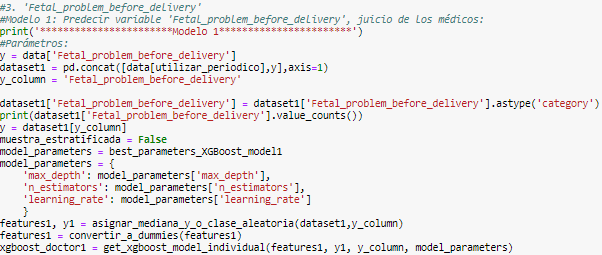 #3. 'Fetal_problem_before_delivery'
#Modelo 1: Predecir variable 'Fetal_problem_before_delivery', juicio de los médicos:
print('***********************Modelo 1***********************')
#Parámetros:
y = data['Fetal_problem_before_delivery']
dataset1 = pd.concat([data[utilizar_periodico],y],axis=1)
y_column = 'Fetal_problem_before_delivery'
dataset1['Fetal_problem_before_delivery'] = dataset1['Fetal_problem_before_delivery'].astype('category')
print(dataset1['Fetal_problem_before_delivery'].value_counts())
y = dataset1[y_column]
muestra_estratificada = False
model_parameters = best_parameters_XGBoost_model1
model_parameters = {
    'max_depth': model_parameters['max_depth'],
    'n_estimators': model_parameters['n_estimators'],
    'learning_rate': model_parameters['learning_rate']
    }
features1, y1 = asignar_mediana_y_o_clase_aleatoria(dataset1,y_column)
features1 = convertir_a_dummies(features1)
xgboost_doctor1 = get_xgboost_model_individual(features1, y1, y_column, model_parameters)